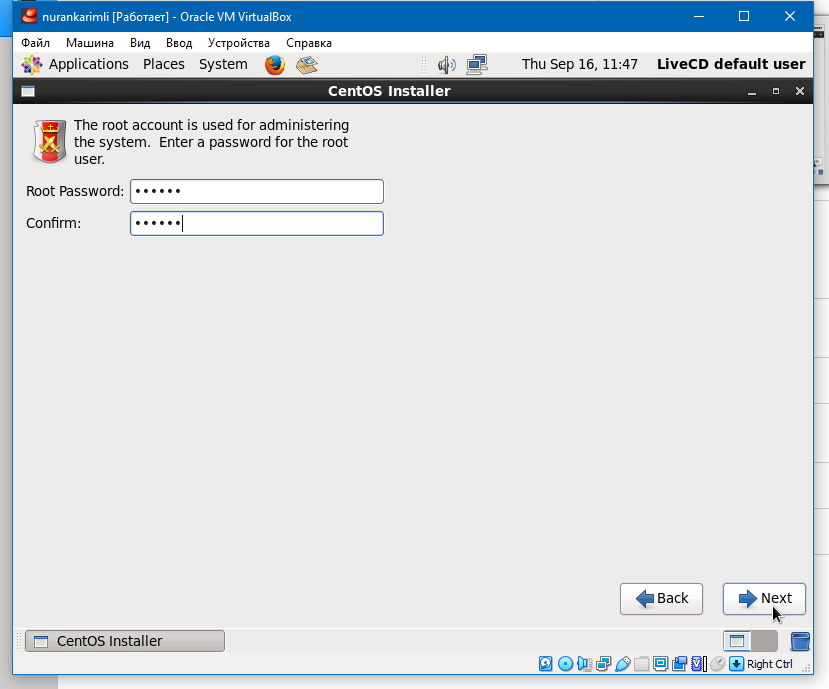 nurankarimli [Работает] - Oracle VM VirtualBox
Файл Машина Вид Ввод Устройства Справка
Applications Places System Thu Sep 16, 11:47 LiveCD default user
CentOS Installer
The root account is used for administering
the system. Enter a password for the root
user.
Root Password: ••••••
Confirm: ••••••
Back Next
CentOS Installer
Right Ctrl